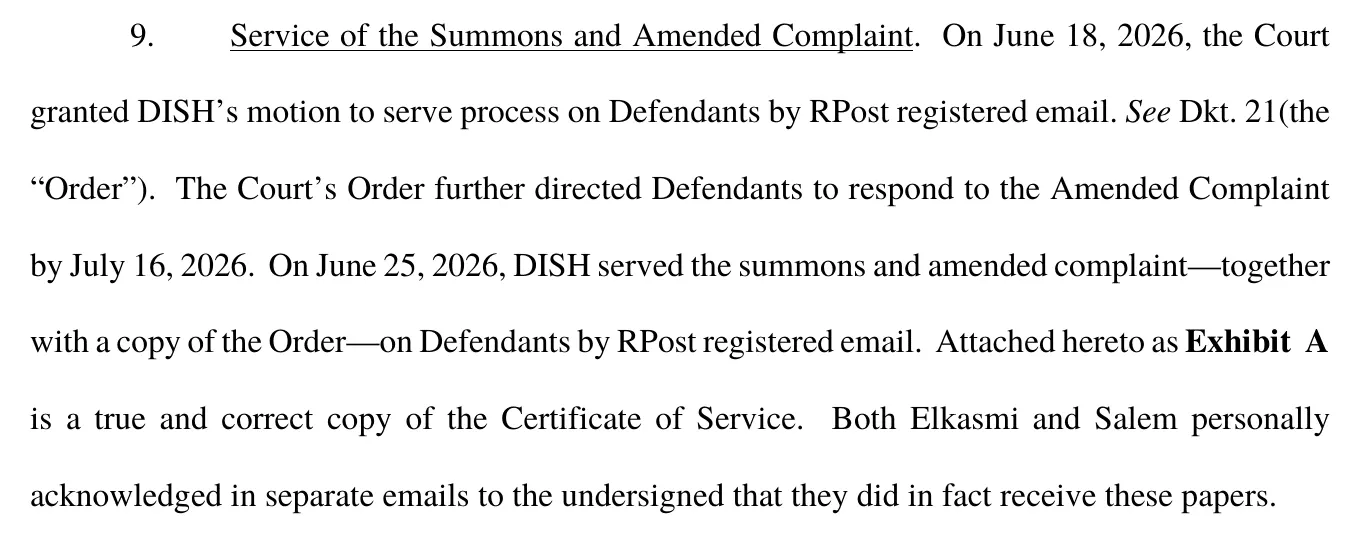 9. Service of the Summons and Amended Complaint. On June 18, 2026, the Court
granted DISH’s motion to serve process on Defendants by RPost registered email. See Dkt. 21(the
“Order”). The Court’s Order further directed Defendants to respond to the Amended Complaint
by July 16, 2026. On June 25, 2026, DISH served the summons and amended complaint—together
with a copy of the Order—on Defendants by RPost registered email. Attached hereto as Exhibit A
is a true and correct copy of the Certificate of Service. Both Elkasmi and Salem personally
acknowledged in separate emails to the undersigned that they did in fact receive these papers.